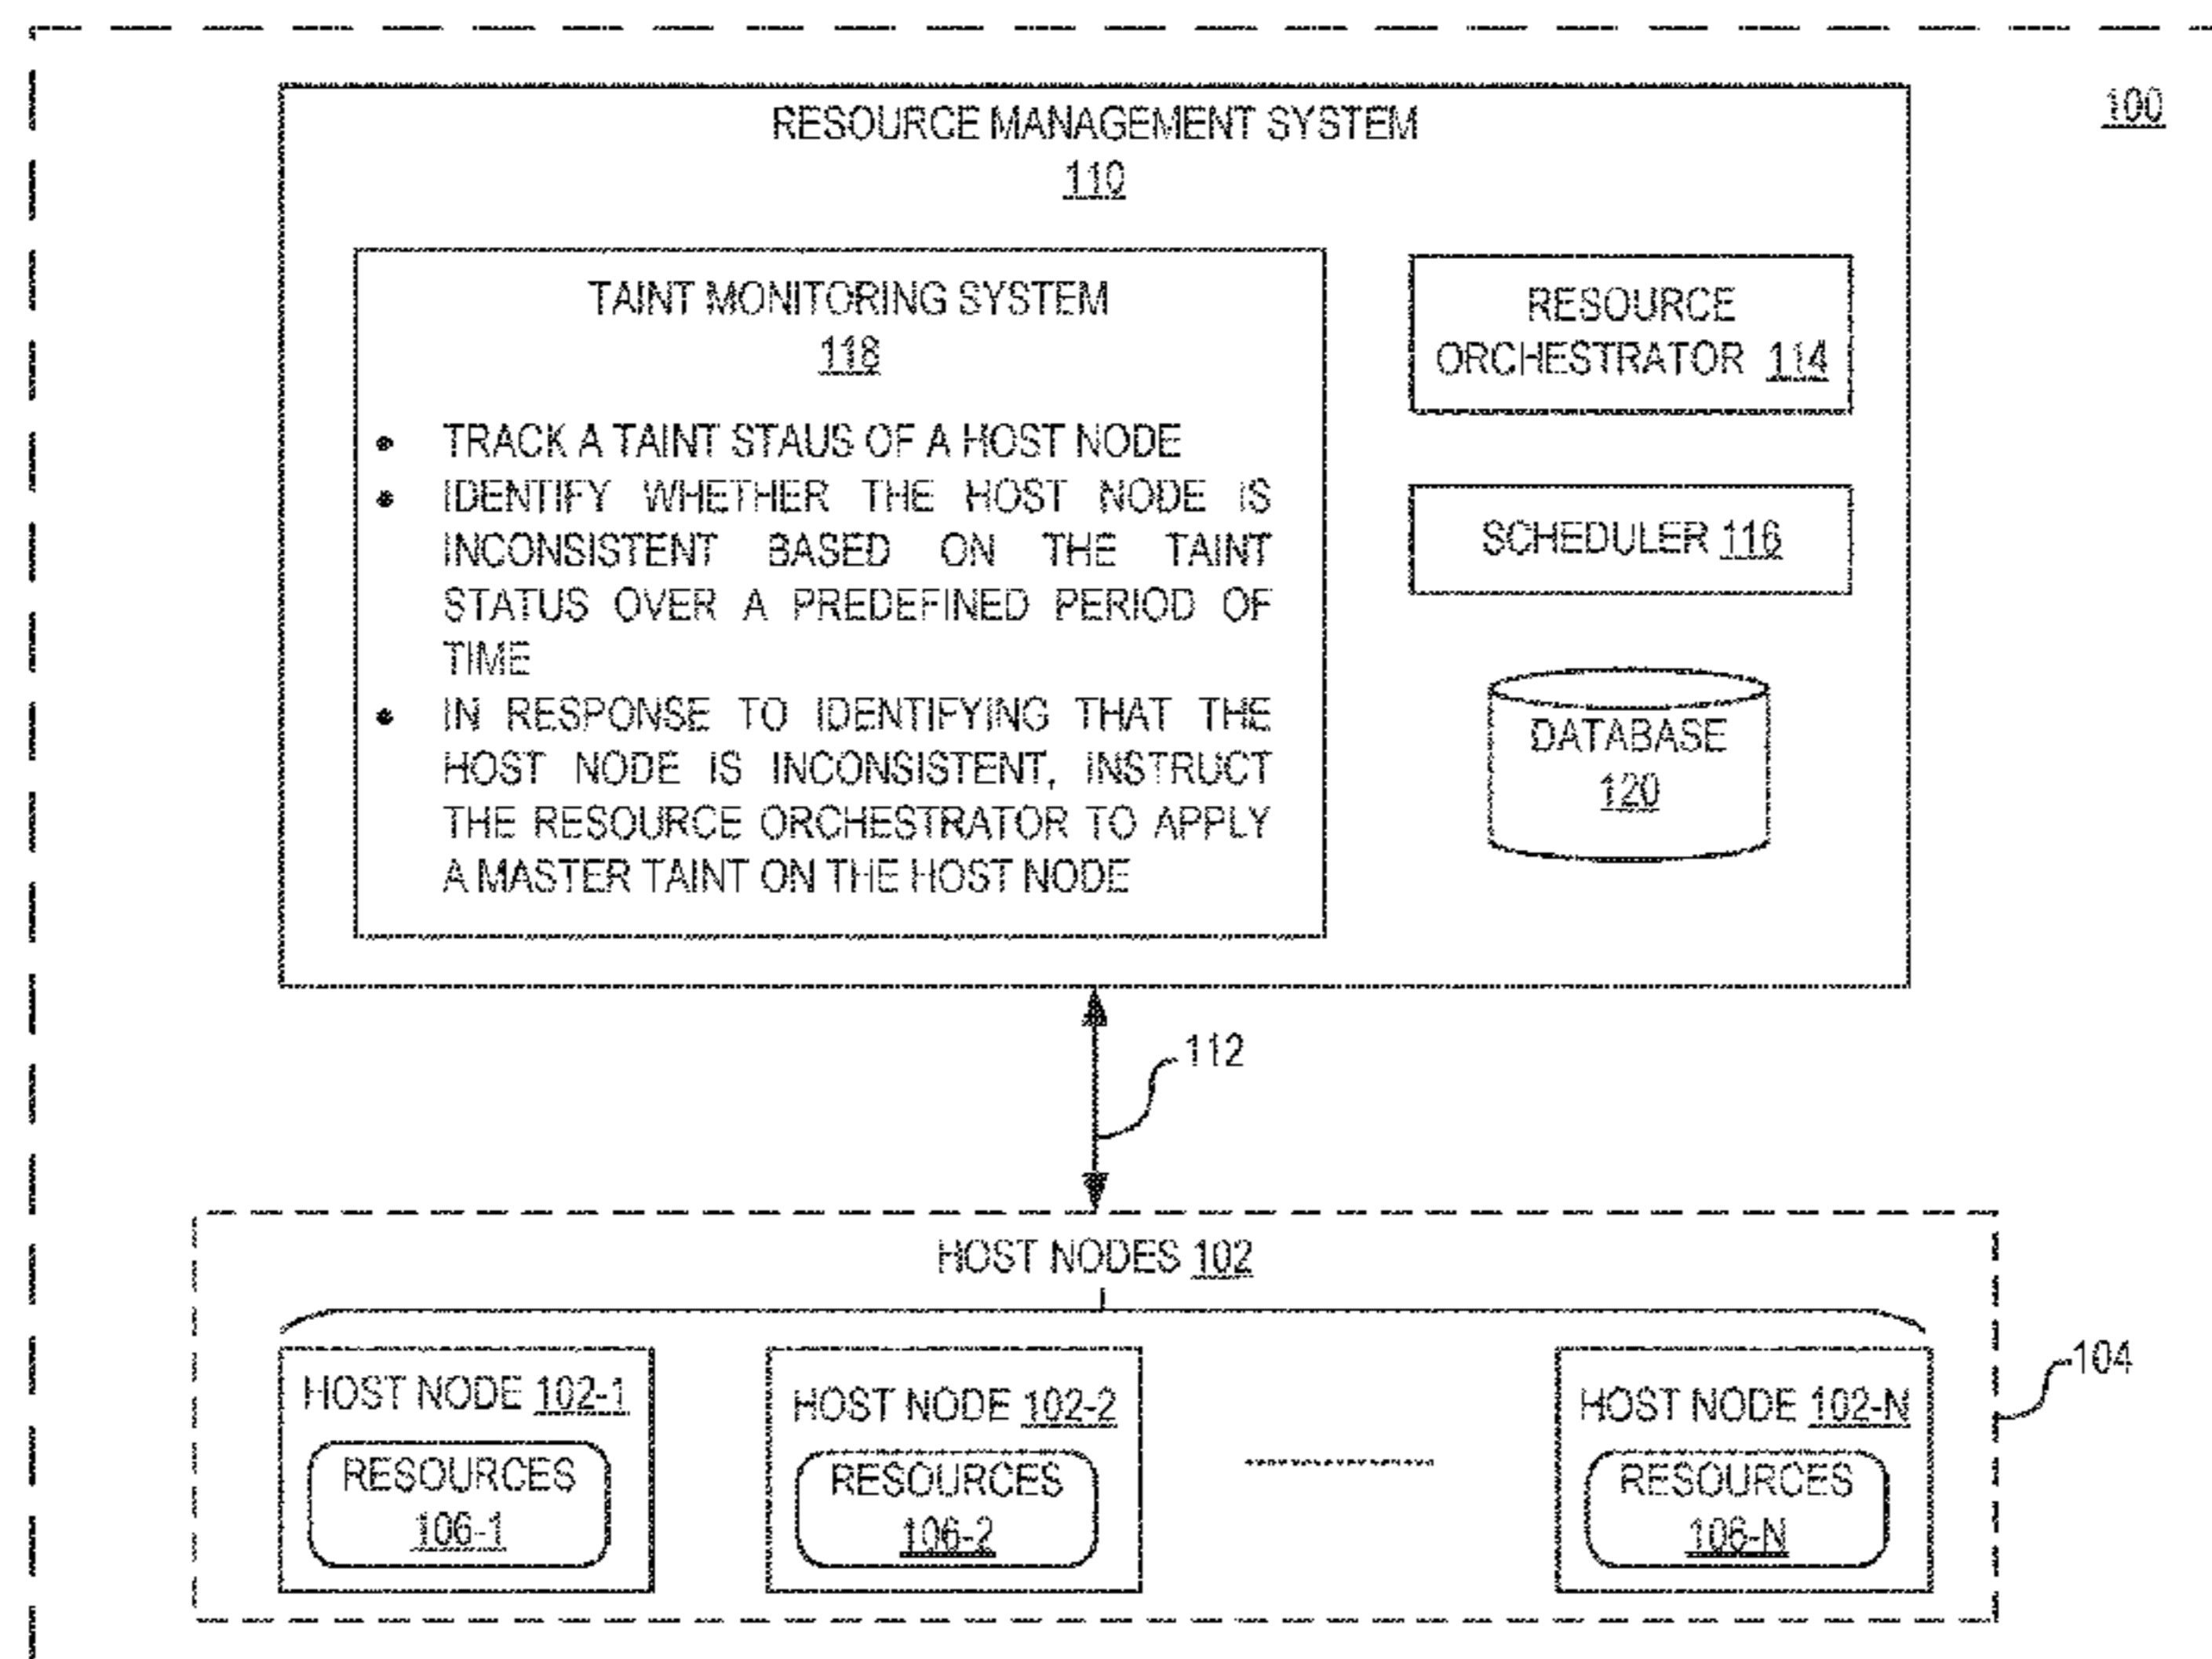 100
RESOURCE MANAGEMENT SYSTEM
110
TAINT MONITORING SYSTEM
118
• TRACK A TAINT STAUS OF A HOST NODE
• IDENTIFY WHETHER THE HOST NODE IS
INCONSISTENT BASED ON THE TAINT
STATUS OVER A PREDEFINED PERIOD OF
TIME
• IN RESPONSE TO IDENTIFYING THAT THE
HOST NODE IS INCONSISTENT, INSTRUCT
THE RESOURCE ORCHESTRATOR TO APPLY
A MASTER TAINT ON THE HOST NODE
RESOURCE
ORCHESTRATOR 114
SCHEDULER 116
DATABASE
120
112
HOST NODES 102
104
HOST NODE 102-1
RESOURCES
106-1
HOST NODE 102-2
RESOURCES
106-2
HOST NODE 102-N
RESOURCES
106-N